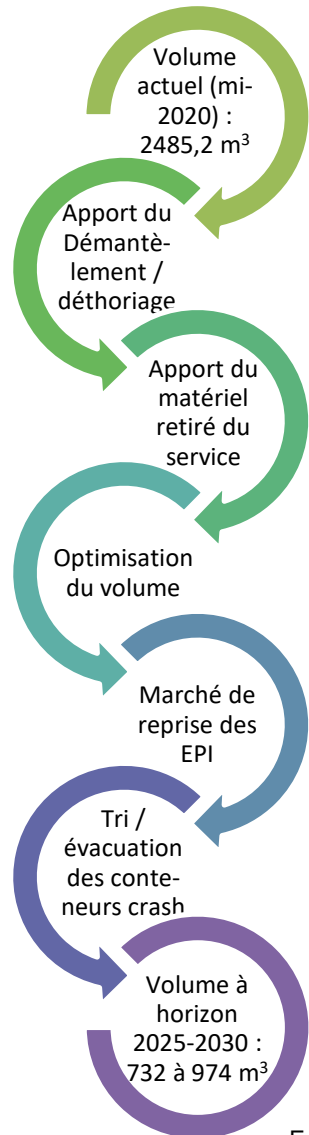 Volume
actuel (mi-
2020) :
2485,2 m³
Apport du
Démantè-
lement /
déthoriage
Apport du
matériel
retiré du
service
Optimisation
du volume
Marché de
reprise des
EPI
Tri /
évacuation
des conte-
neurs crash
Volume à
horizon
2025-2030 :
732 à 974 m³